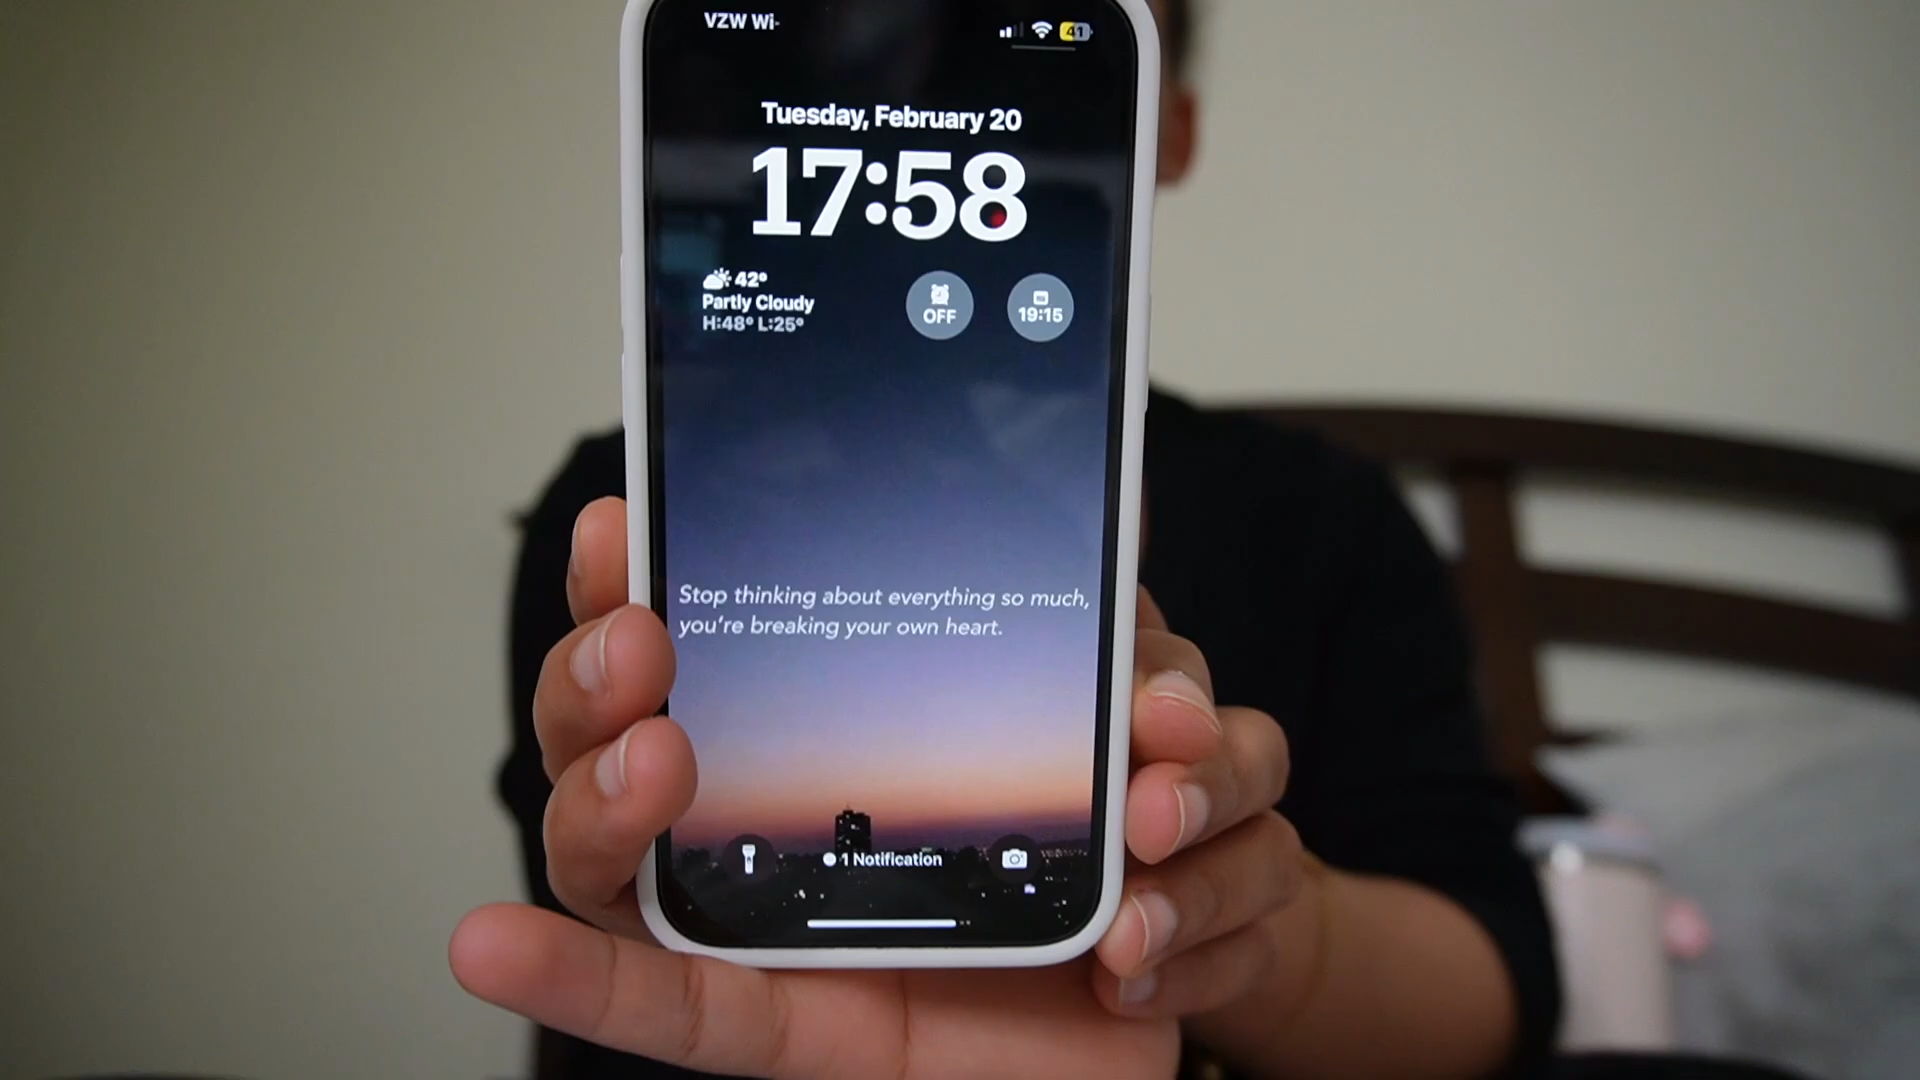 VZW Wi-
41
Tuesday, February 20
17:58
42°
Partly Cloudy
H:48° L:25°
OFF
19:15
Stop thinking about everything so much,
you're breaking your own heart.
1 Notification